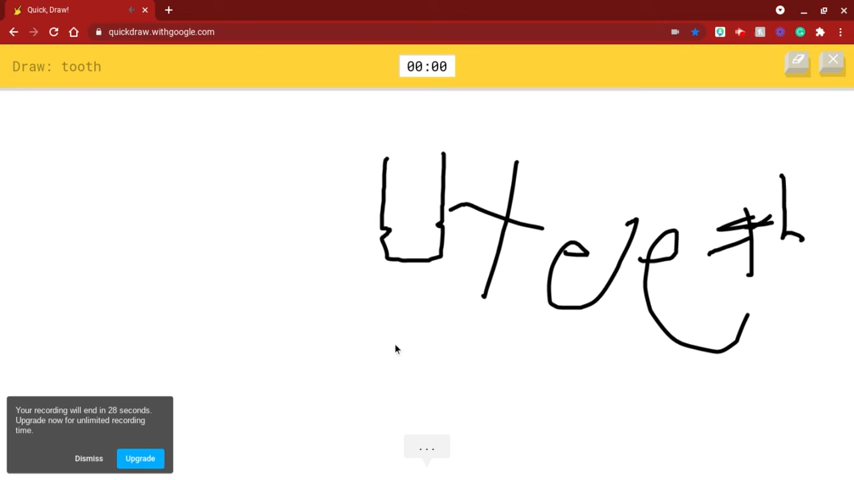 Quick, Draw!
quickdraw.withgoogle.com
Draw: tooth
00:00
teeth
Your recording will end in 28 seconds.
Upgrade now for unlimited recording
time.
Dismiss Upgrade
...